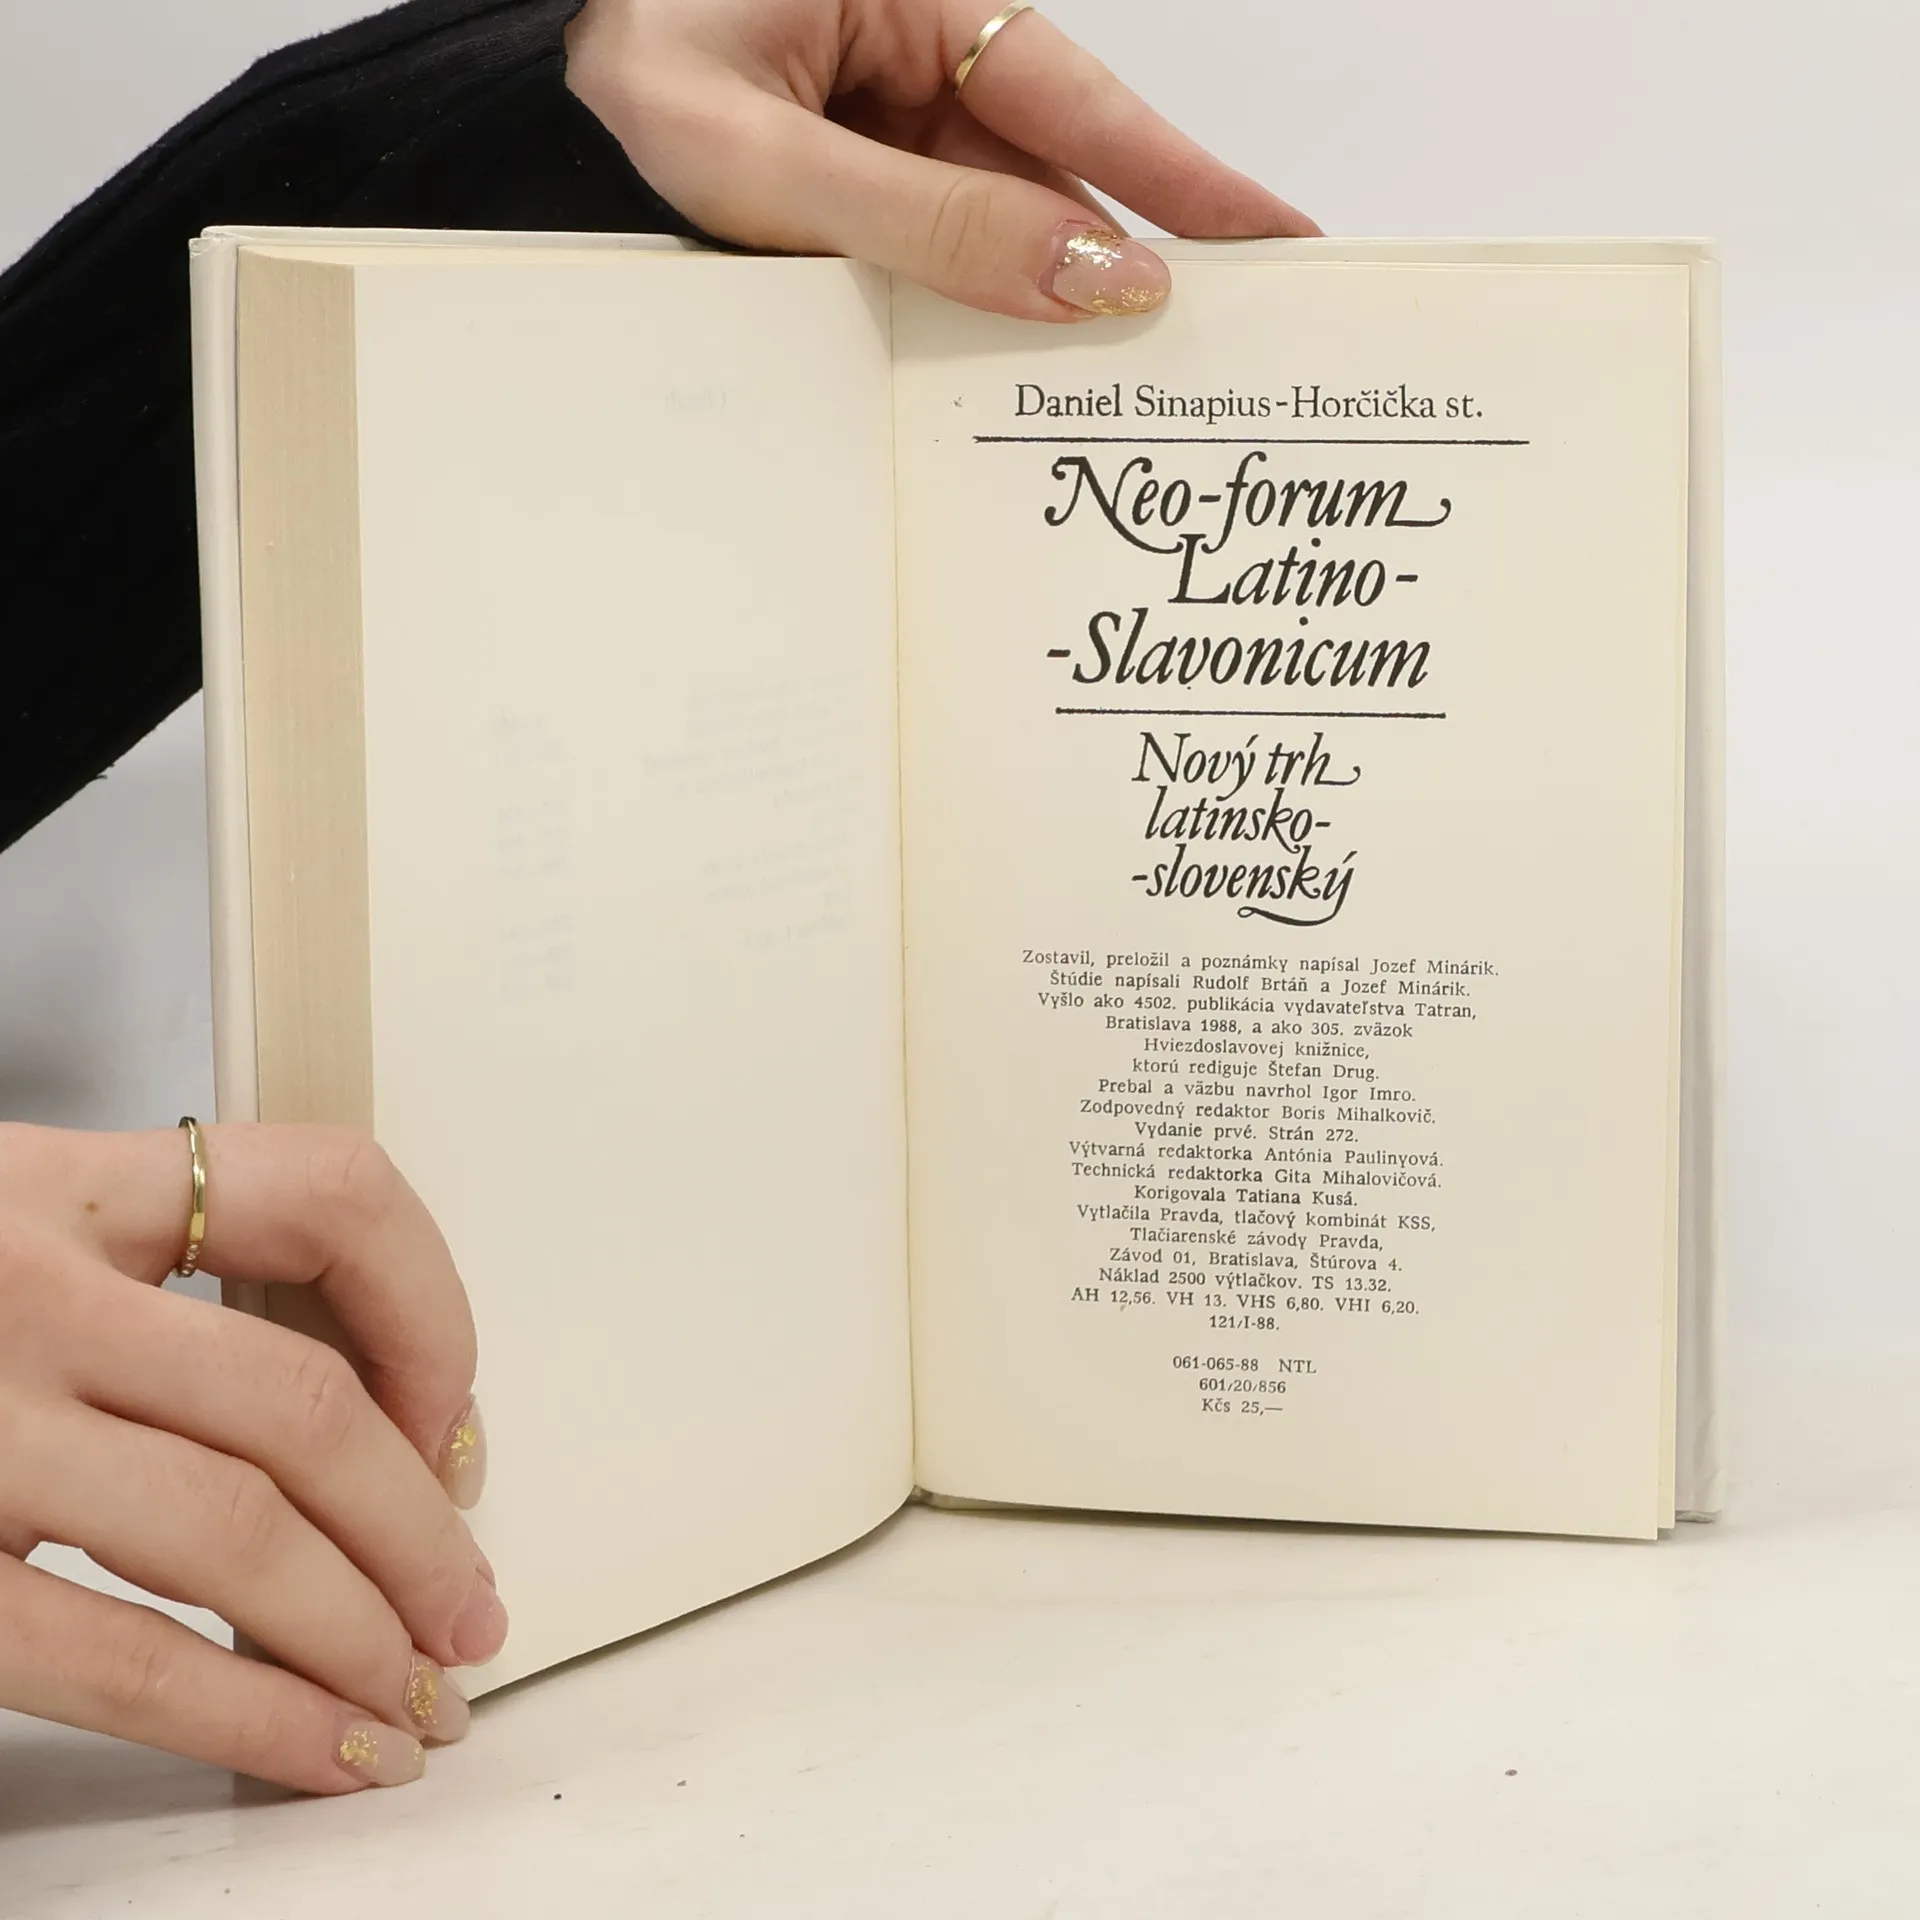 Daniel Sinapius-Horčička st.
Neo-forum
Latino-
-Slavonicum
Nový trh
latinsko-
-slovenský
Zostavil, preložil a poznámky napísal Jozef Minárik.
Štúdie napísali Rudolf Brtáň a Jozef Minárik.
Vyšlo ako 4502. publikácia vydavateľstva Tatran,
Bratislava 1988, a ako 305. zväzok
Hviezdoslavovej knižnice,
ktorú rediguje Štefan Drug.
Prebal a väzbu navrhol Igor Imro.
Zodpovedný redaktor Boris Mihalkovič.
Vydanie prvé. Strán 272.
Výtvarná redaktorka Antónia Paulinyová.
Technická redaktorka Gita Mihalovičová.
Korigovala Tatiana Kusá.
Vytlačila Pravda, tlačový kombinát KSS,
Tlačiarenské závody Pravda,
Závod 01, Bratislava, Štúrova 4.
Náklad 2500 výtlačkov. TS 13.32.
AH 12,56. VH 13. VHS 6,80. VHI 6,20.
121/I-88.
061-065-88 NTL
601/20/856
Kčs 25,—